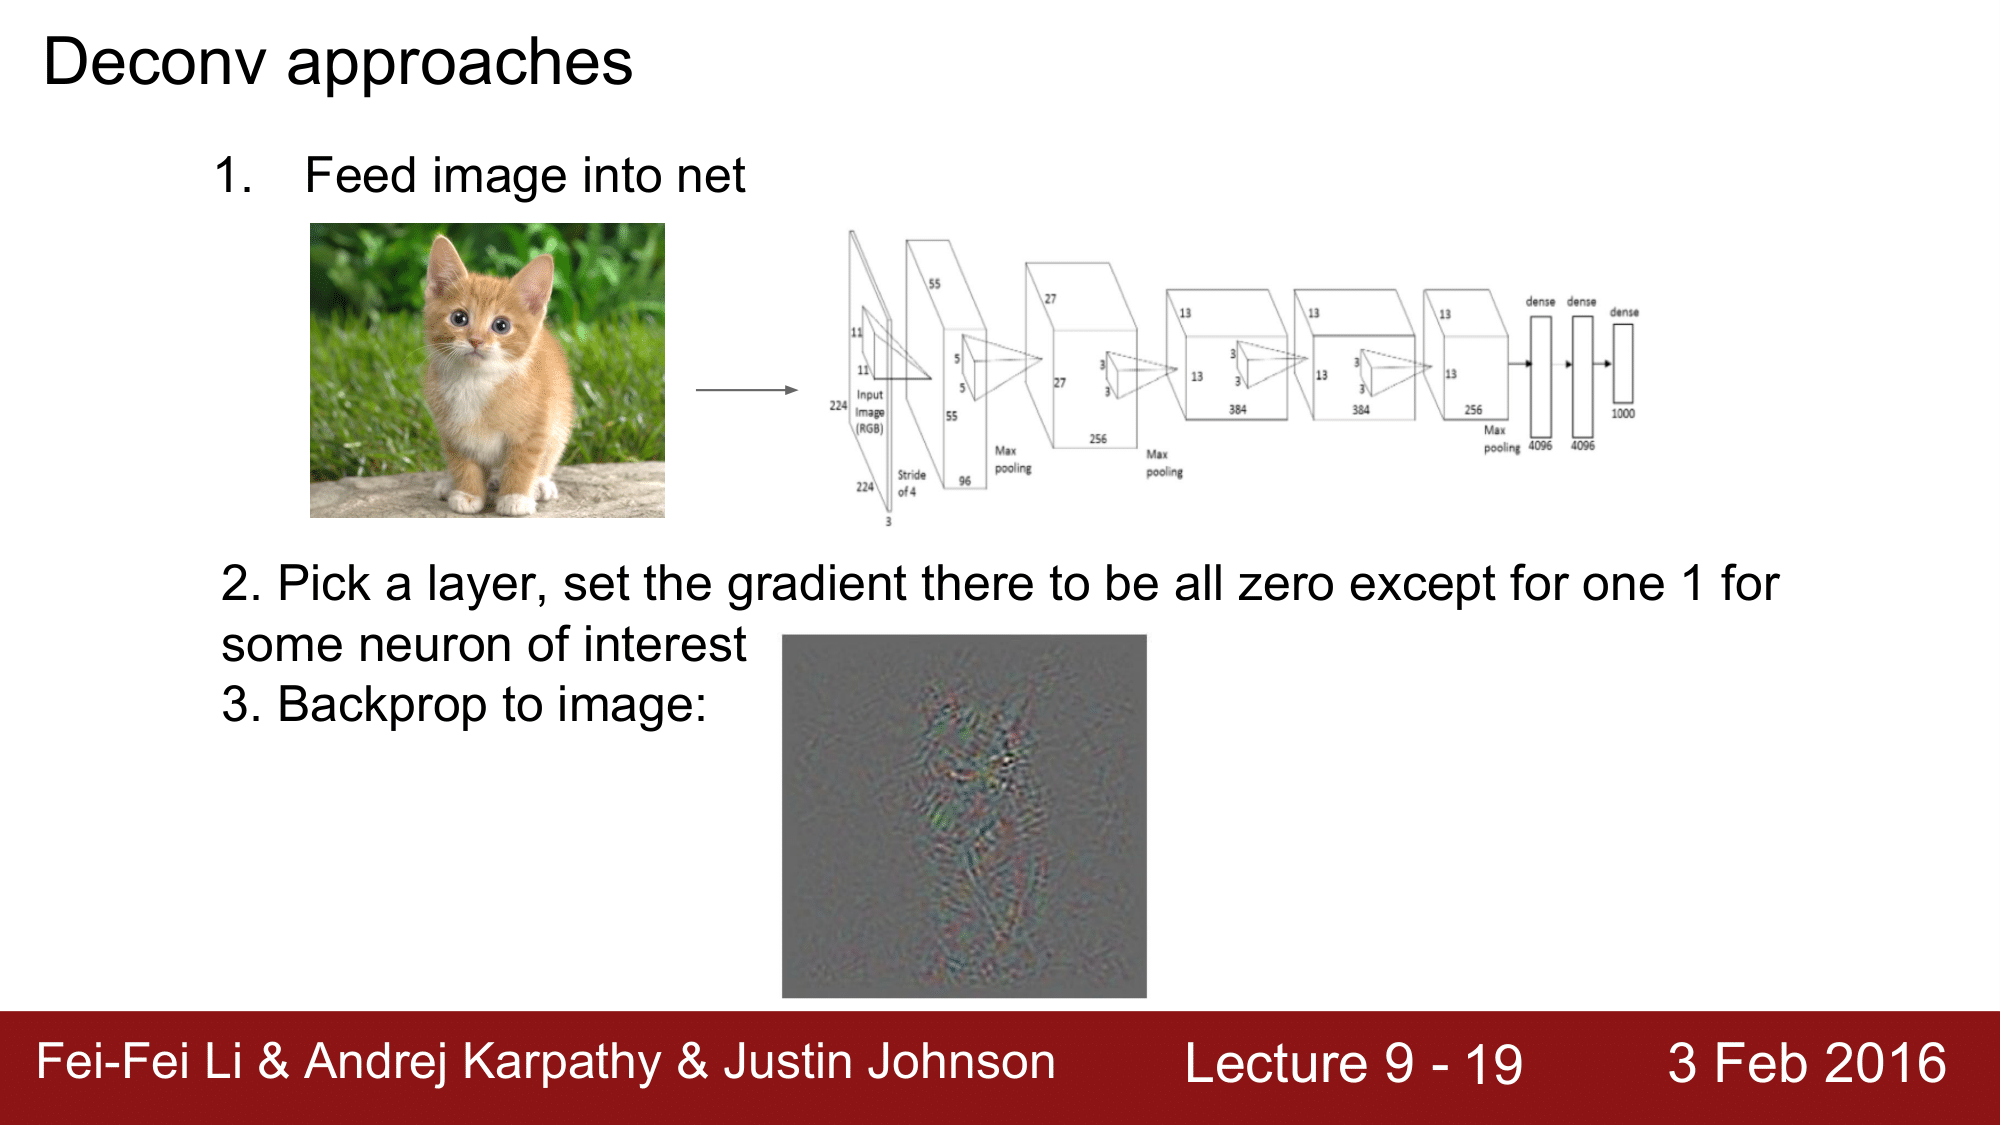 Deconv approaches
1. Feed image into net
55
27
13
13
13
dense
dense
dense
11
11
5
5
3
3
3
3
3
3
27
13
13
13
224
Input
Image
(RGB)
55
384
384
256
1000
256
Max
pooling
4096
4096
Max
pooling
Max
pooling
Stride
of 4
96
224
3
2. Pick a layer, set the gradient there to be all zero except for one 1 for
some neuron of interest
3. Backprop to image:
Fei-Fei Li & Andrej Karpathy & Justin Johnson
Lecture 9 - 19
3 Feb 2016